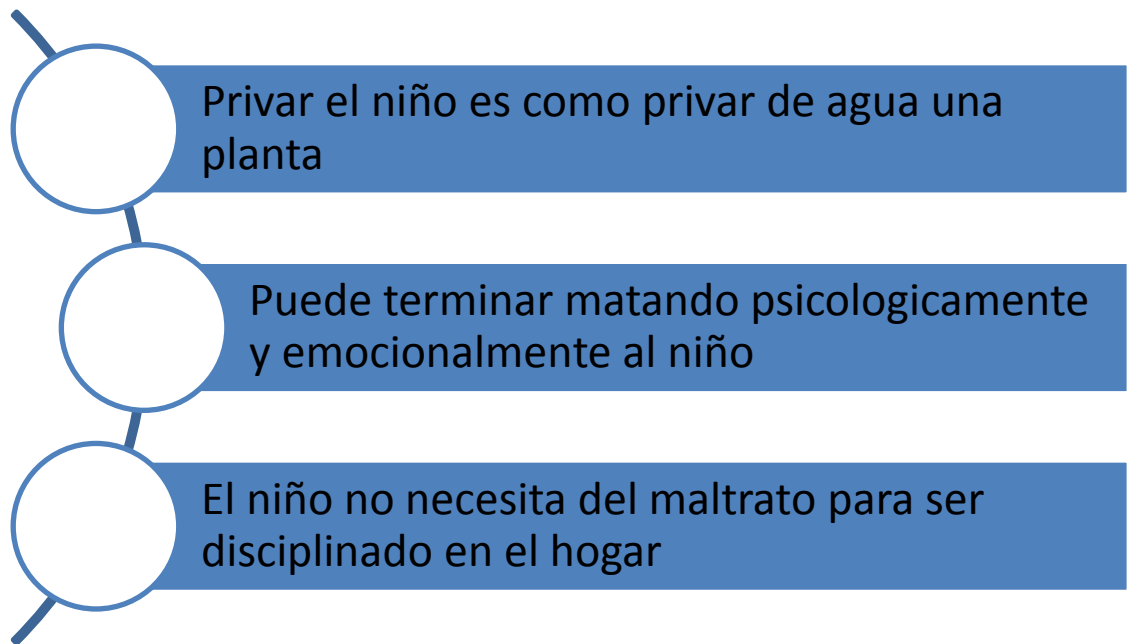 Privar el niño es como privar de agua una
planta
Puede terminar matando psicologicamente
y emocionalmente al niño
El niño no necesita del maltrato para ser
disciplinado en el hogar